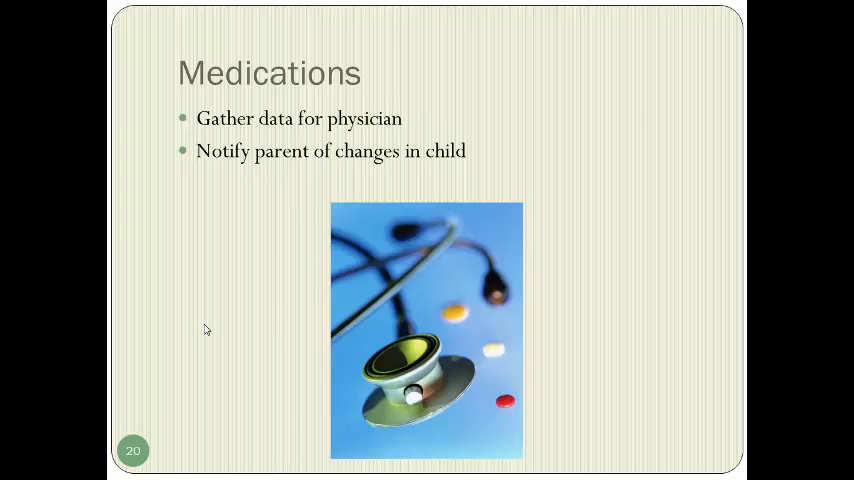 Medications
Gather data for physician
Notify parent of changes in child
20